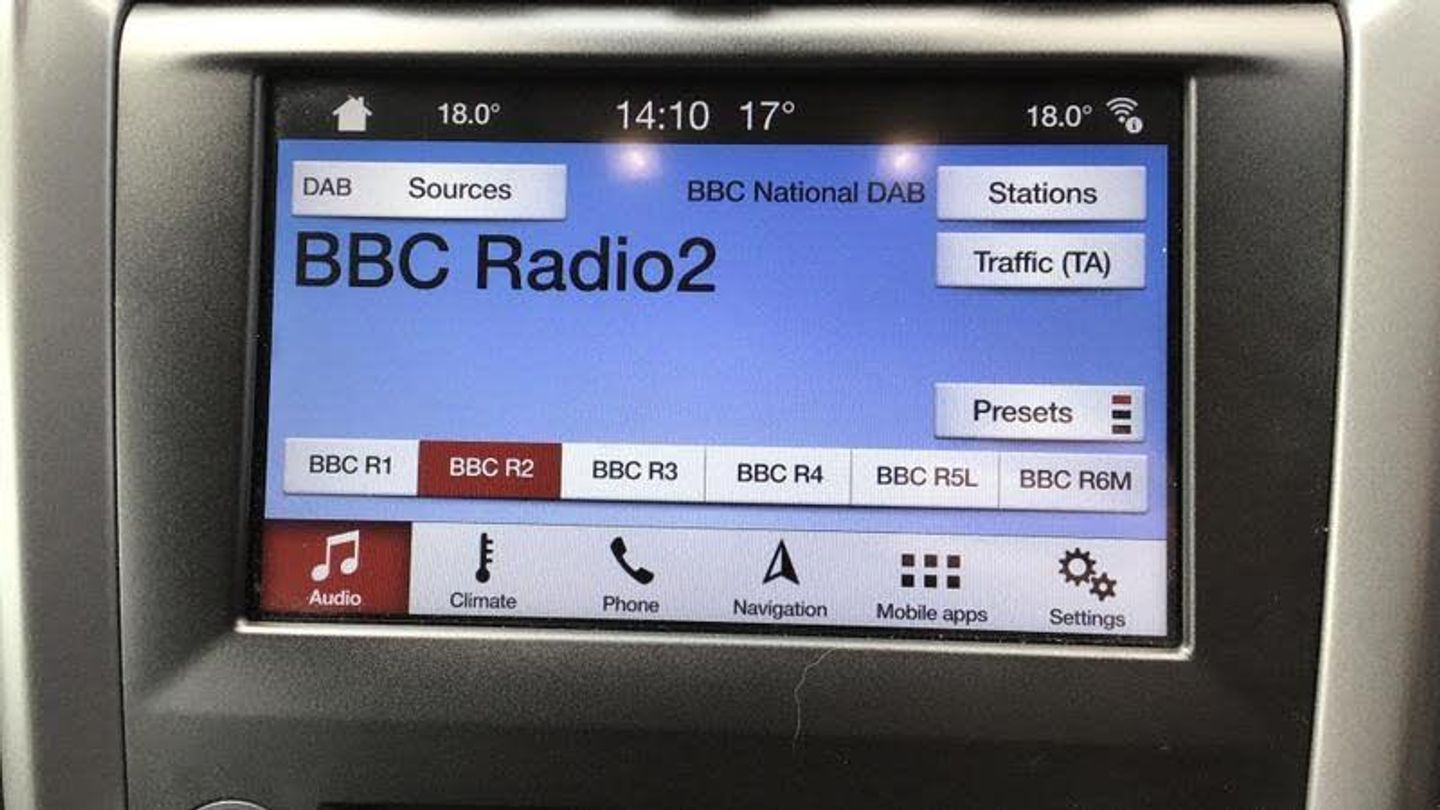 18.0° 14:10 17° 18.0°
DAB Sources BBC National DAB Stations
BBC Radio2 Traffic (TA)
Presets
BBC R1 BBC R2 BBC R3 BBC R4 BBC R5L BBC R6M
Audio Climate Phone Navigation Mobile apps Settings